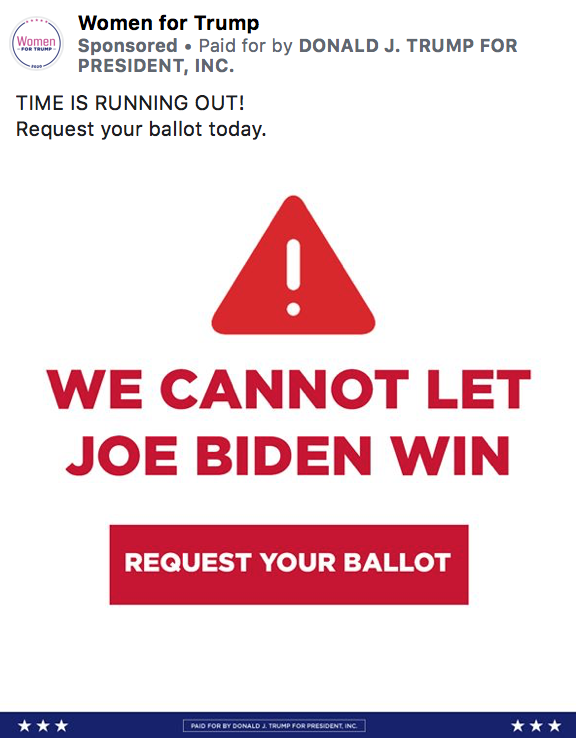 Women for Trump
Sponsored • Paid for by DONALD J. TRUMP FOR
PRESIDENT, INC.
Women
FOR TRUMP
2020
TIME IS RUNNING OUT!
Request your ballot today.
WE CANNOT LET
JOE BIDEN WIN
REQUEST YOUR BALLOT
PAID FOR BY DONALD J. TRUMP FOR PRESIDENT, INC.